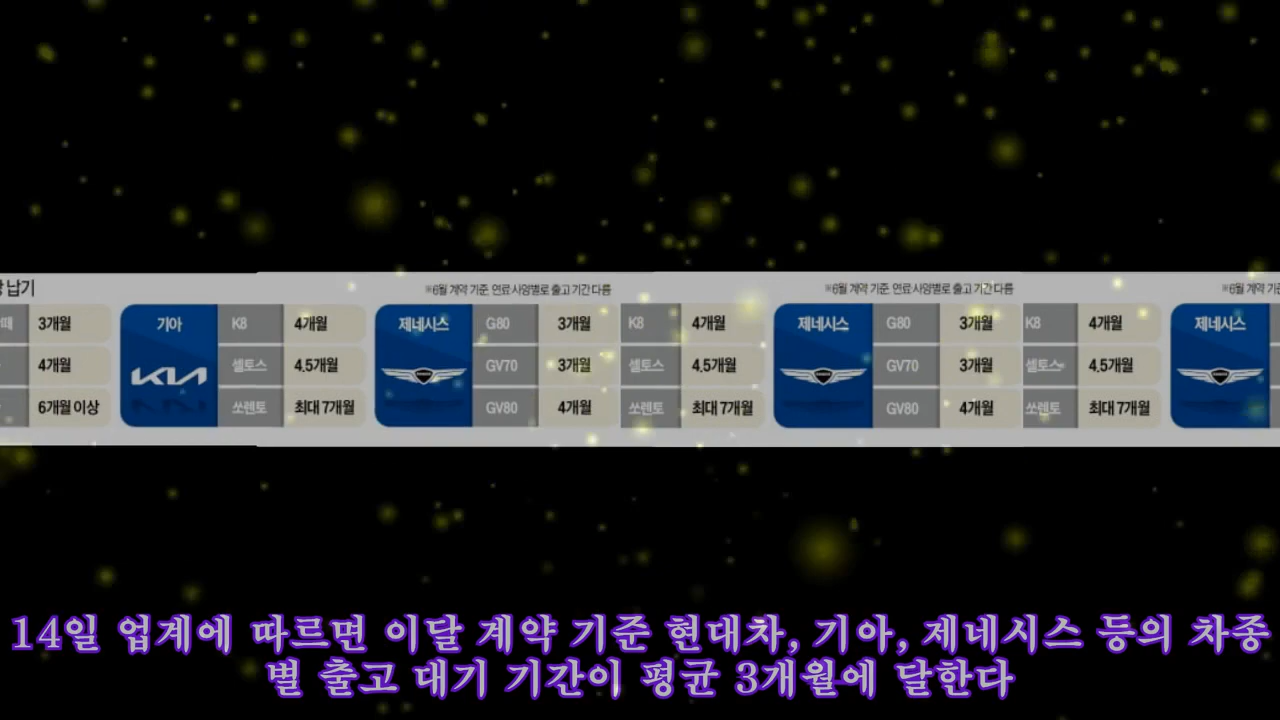 납기
※6월 계약 기준. 연료 사양별로 출고 기간 다름
※6월 계약 기준. 연료 사양별로 출고 기간 다름
※6월 계약
3개월 기아 K8 4개월 제네시스 G80 3개월 K8 4개월 제네시스 G80 3개월 K8 4개월 제네시스
4개월 KIA 셀토스 4.5개월 GV70 3개월 셀토스 4.5개월 GV70 3개월 셀토스 4.5개월
6개월 이상 쏘렌토 최대 7개월 GV80 4개월 쏘렌토 최대 7개월 GV80 4개월 쏘렌토 최대 7개월
14일 업계에 따르면 이달 계약 기준 현대차, 기아, 제네시스 등의 차종
별 출고 대기 기간이 평균 3개월에 달한다